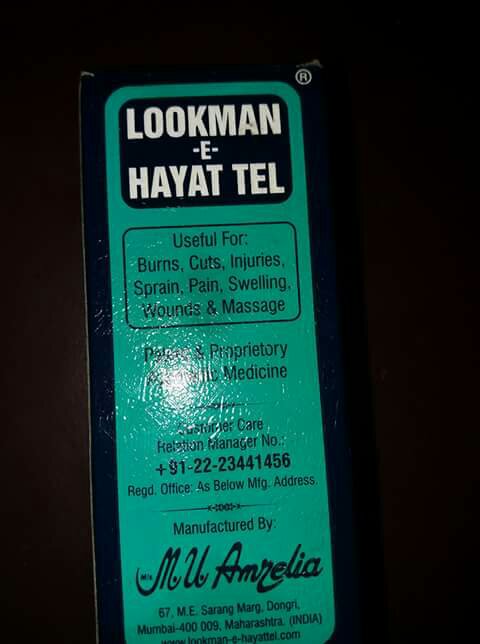 ®
LOOKMAN
-E-
HAYAT TEL
Useful For:
Burns, Cuts, Injuries,
Sprain, Pain, Swelling,
Wounds & Massage
& Proprietory
Medicine
Customer Care
Relation Manager No.:
+91-22-23441456
Regd. Office: As Below Mfg. Address.
Manufactured By:
M/s M. U. Amrelia
67, M.E. Sarang Marg, Dongri,
Mumbai-400 009, Maharashtra. (INDIA)
www.lookman-e-hayattel.com